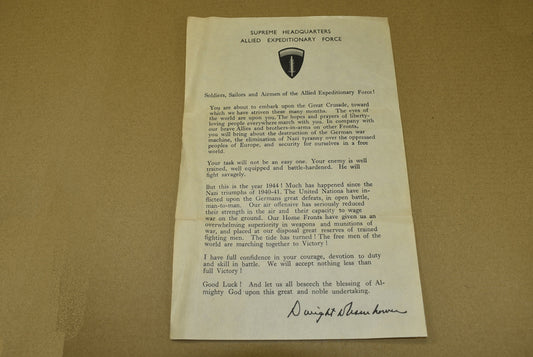 SUPREME HEADQUARTERS
ALLIED EXPEDITIONARY FORCE
Soldiers, Sailors and Airmen of the Allied Expeditionary Force!
You are about to embark upon the Great Crusade, toward
which we have striven these many months. The eyes of
the world are upon you. The hopes and prayers of liberty-
loving people everywhere march with you. In company with
our brave Allies and brothers-in-arms on other Fronts,
you will bring about the destruction of the German war
machine, the elimination of Nazi tyranny over the oppressed
peoples of Europe, and security for ourselves in a free
world.
Your task will not be an easy one. Your enemy is well
trained, well equipped and battle-hardened. He will
fight savagely.
But this is the year 1944! Much has happened since the
Nazi triumphs of 1940-41. The United Nations have in-
flicted upon the Germans great defeats, in open battle,
man-to-man. Our air offensive has seriously reduced
their strength in the air and their capacity to wage
war on the ground. Our Home Fronts have given us an
overwhelming superiority in weapons and munitions of
war, and placed at our disposal great reserves of trained
fighting men. The tide has turned! The free men of the
world are marching together to Victory!
I have full confidence in your courage, devotion to duty
and skill in battle. We will accept nothing less than
full Victory!
Good Luck! And let us all beseech the blessing of Al-
mighty God upon this great and noble undertaking.
Dwight D Eisenhower